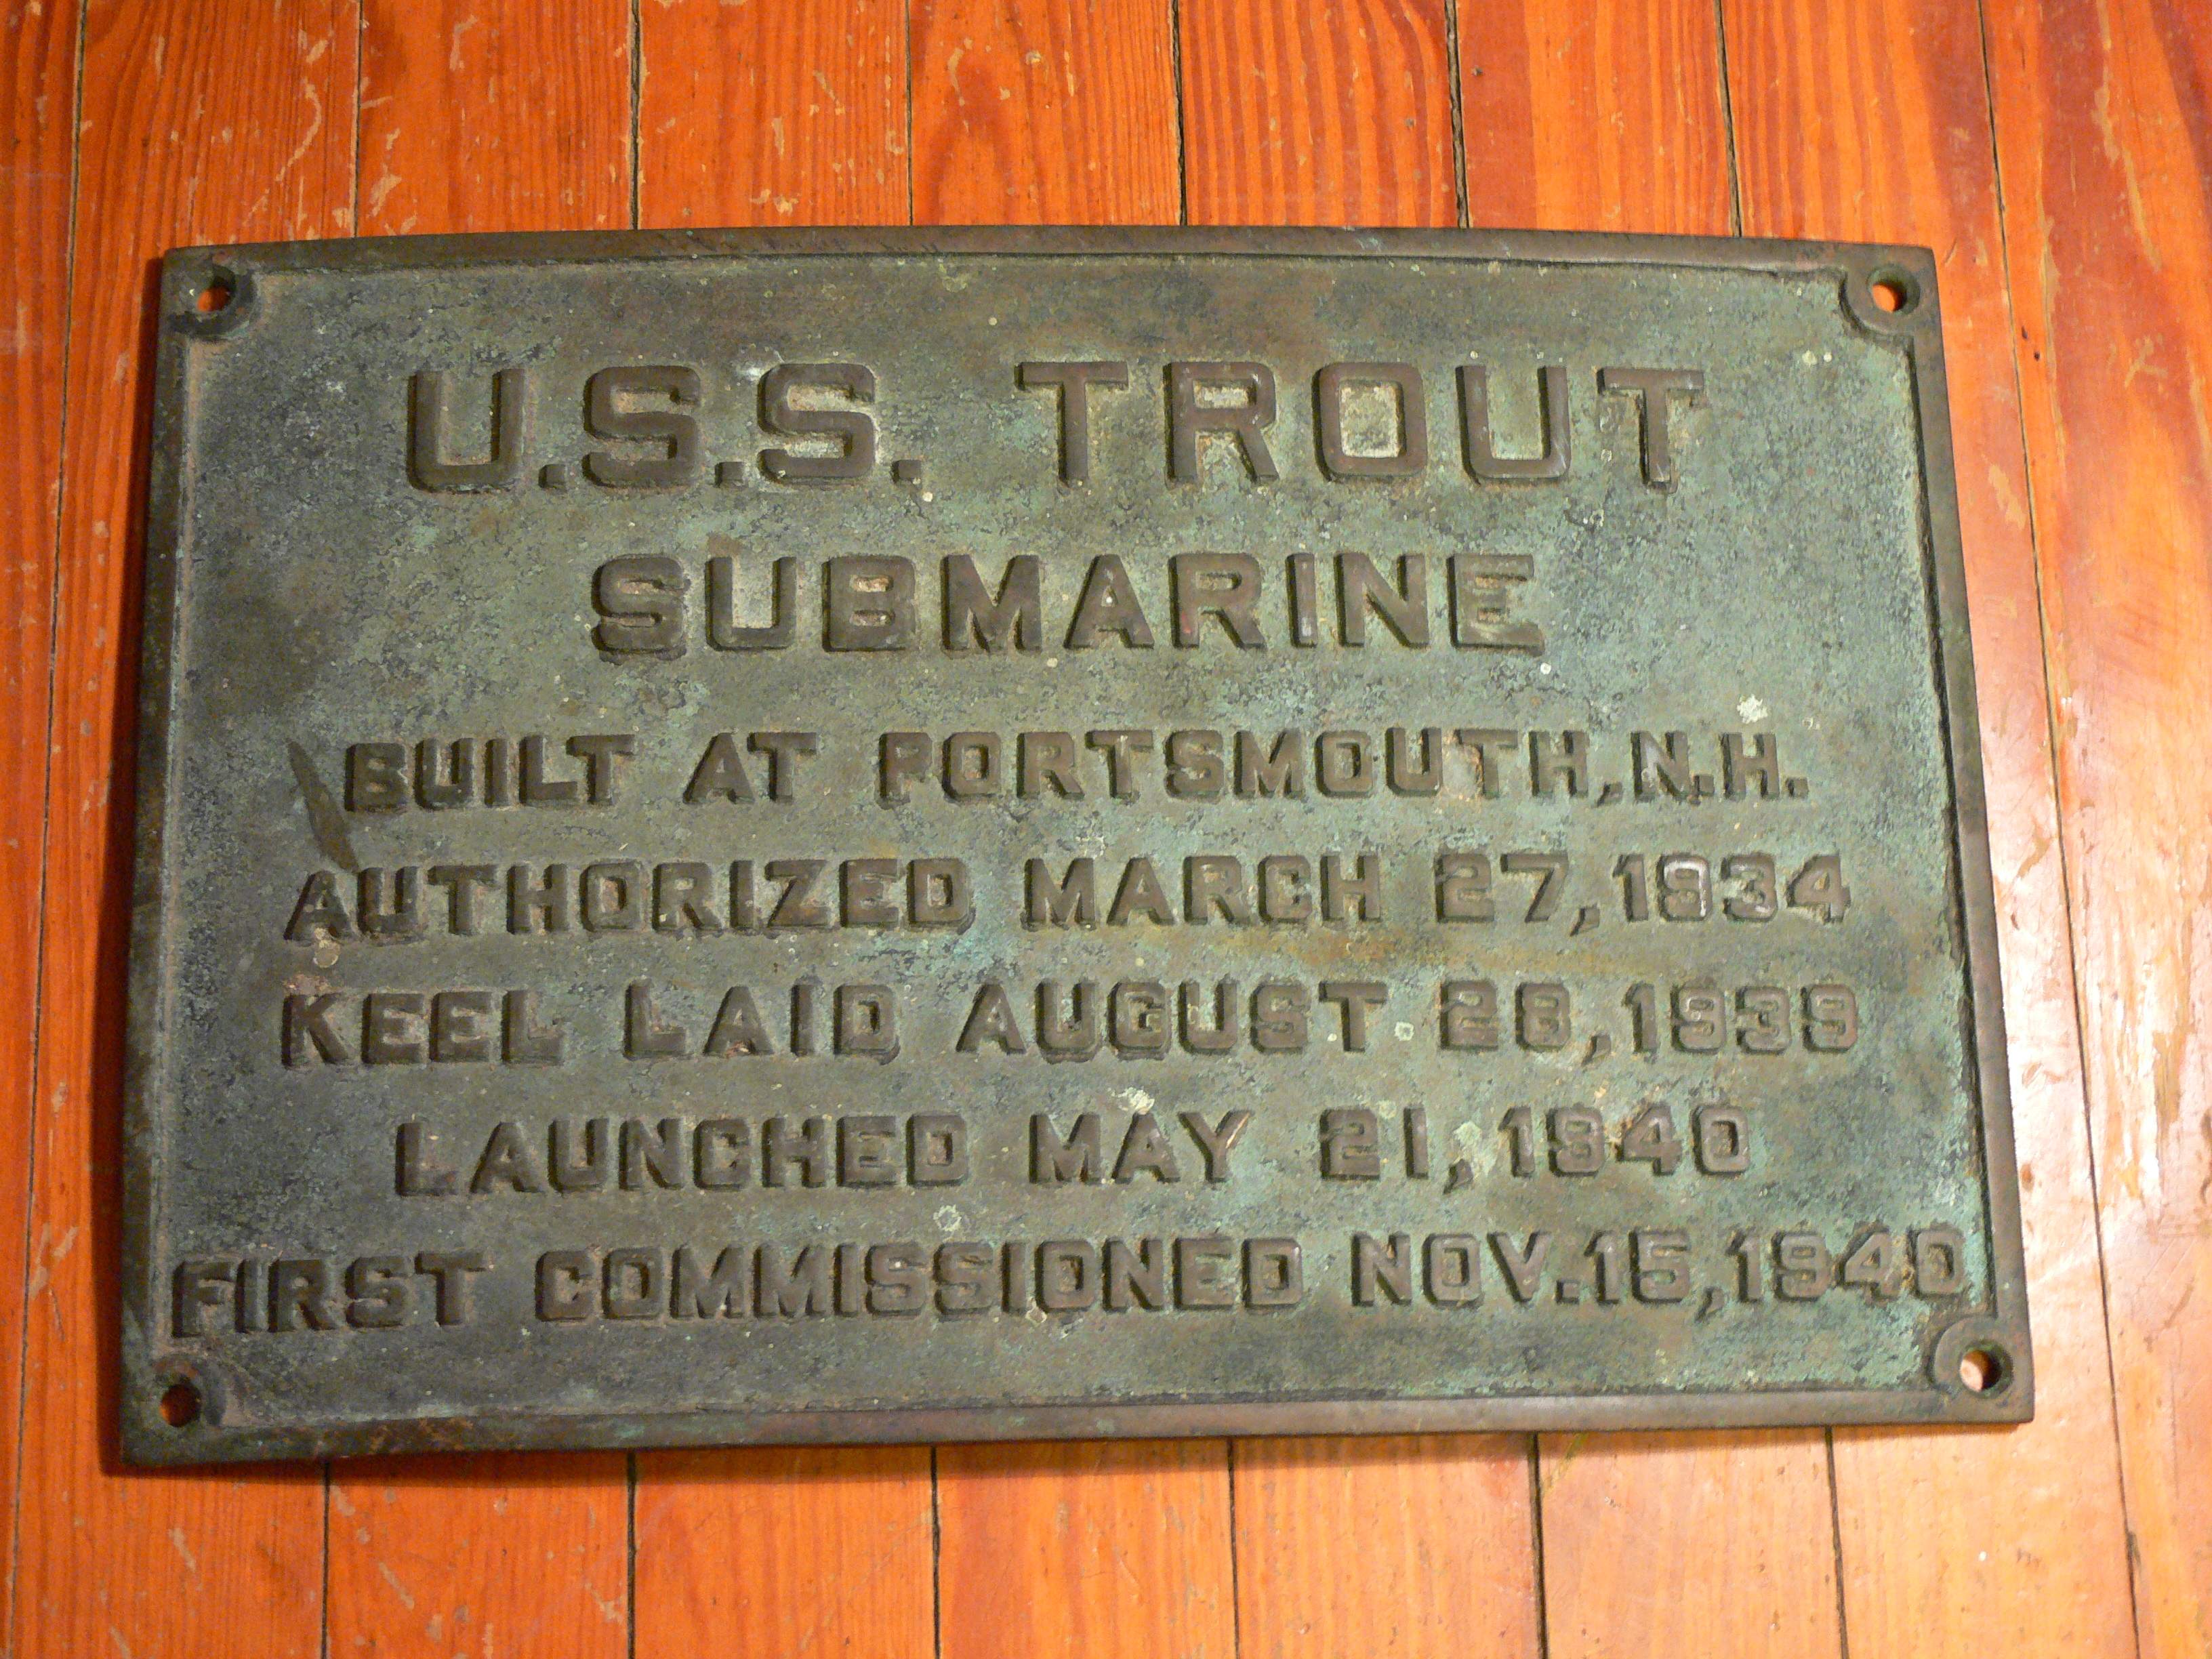 U.S.S. TROUT
SUBMARINE
BUILT AT PORTSMOUTH, N.H.
AUTHORIZED MARCH 27, 1934
KEEL LAID AUGUST 28, 1939
LAUNCHED MAY 21, 1940
FIRST COMMISSIONED NOV. 15, 1940